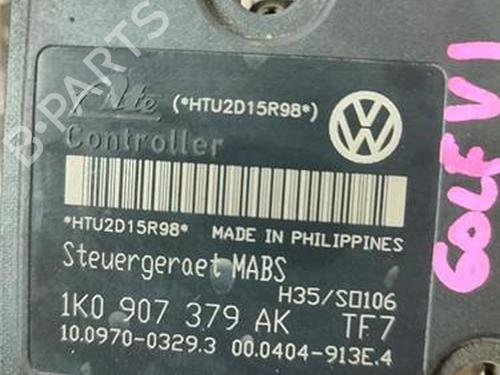 Ate (*HTU2D15R98*)
Controller
*HTU2D15R98* MADE IN PHILIPPINES
Steuergeraet MABS
H35/S0106
1K0 907 379 AK TF7
10.0970-0329.3 00.0404-913E.4
GOLF VI
B-PARTS